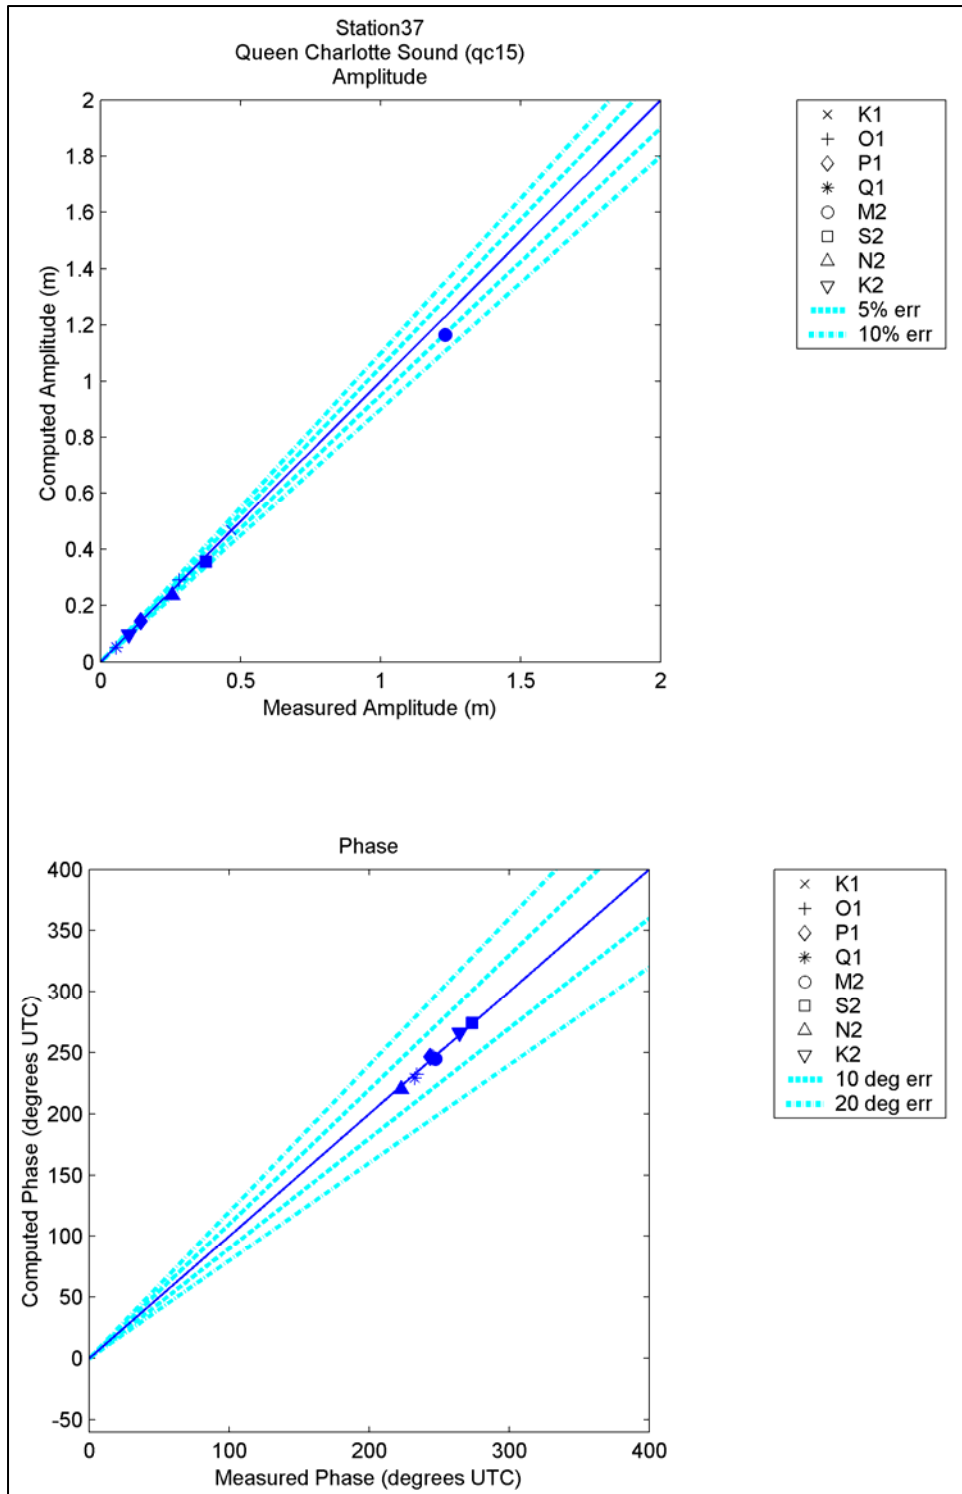 Station37
Queen Charlotte Sound (qc15)
Amplitude
2
1.8
1.6
1.4
1.2
1
0.8
0.6
0.4
0.2
0
Computed Amplitude (m)
0 0.5 1 1.5 2
Measured Amplitude (m)
K1
O1
P1
Q1
M2
S2
N2
K2
5% err
10% err
Phase
400
350
300
250
200
150
100
50
0
-50
Computed Phase (degrees UTC)
0 100 200 300 400
Measured Phase (degrees UTC)
K1
O1
P1
Q1
M2
S2
N2
K2
10 deg err
20 deg err